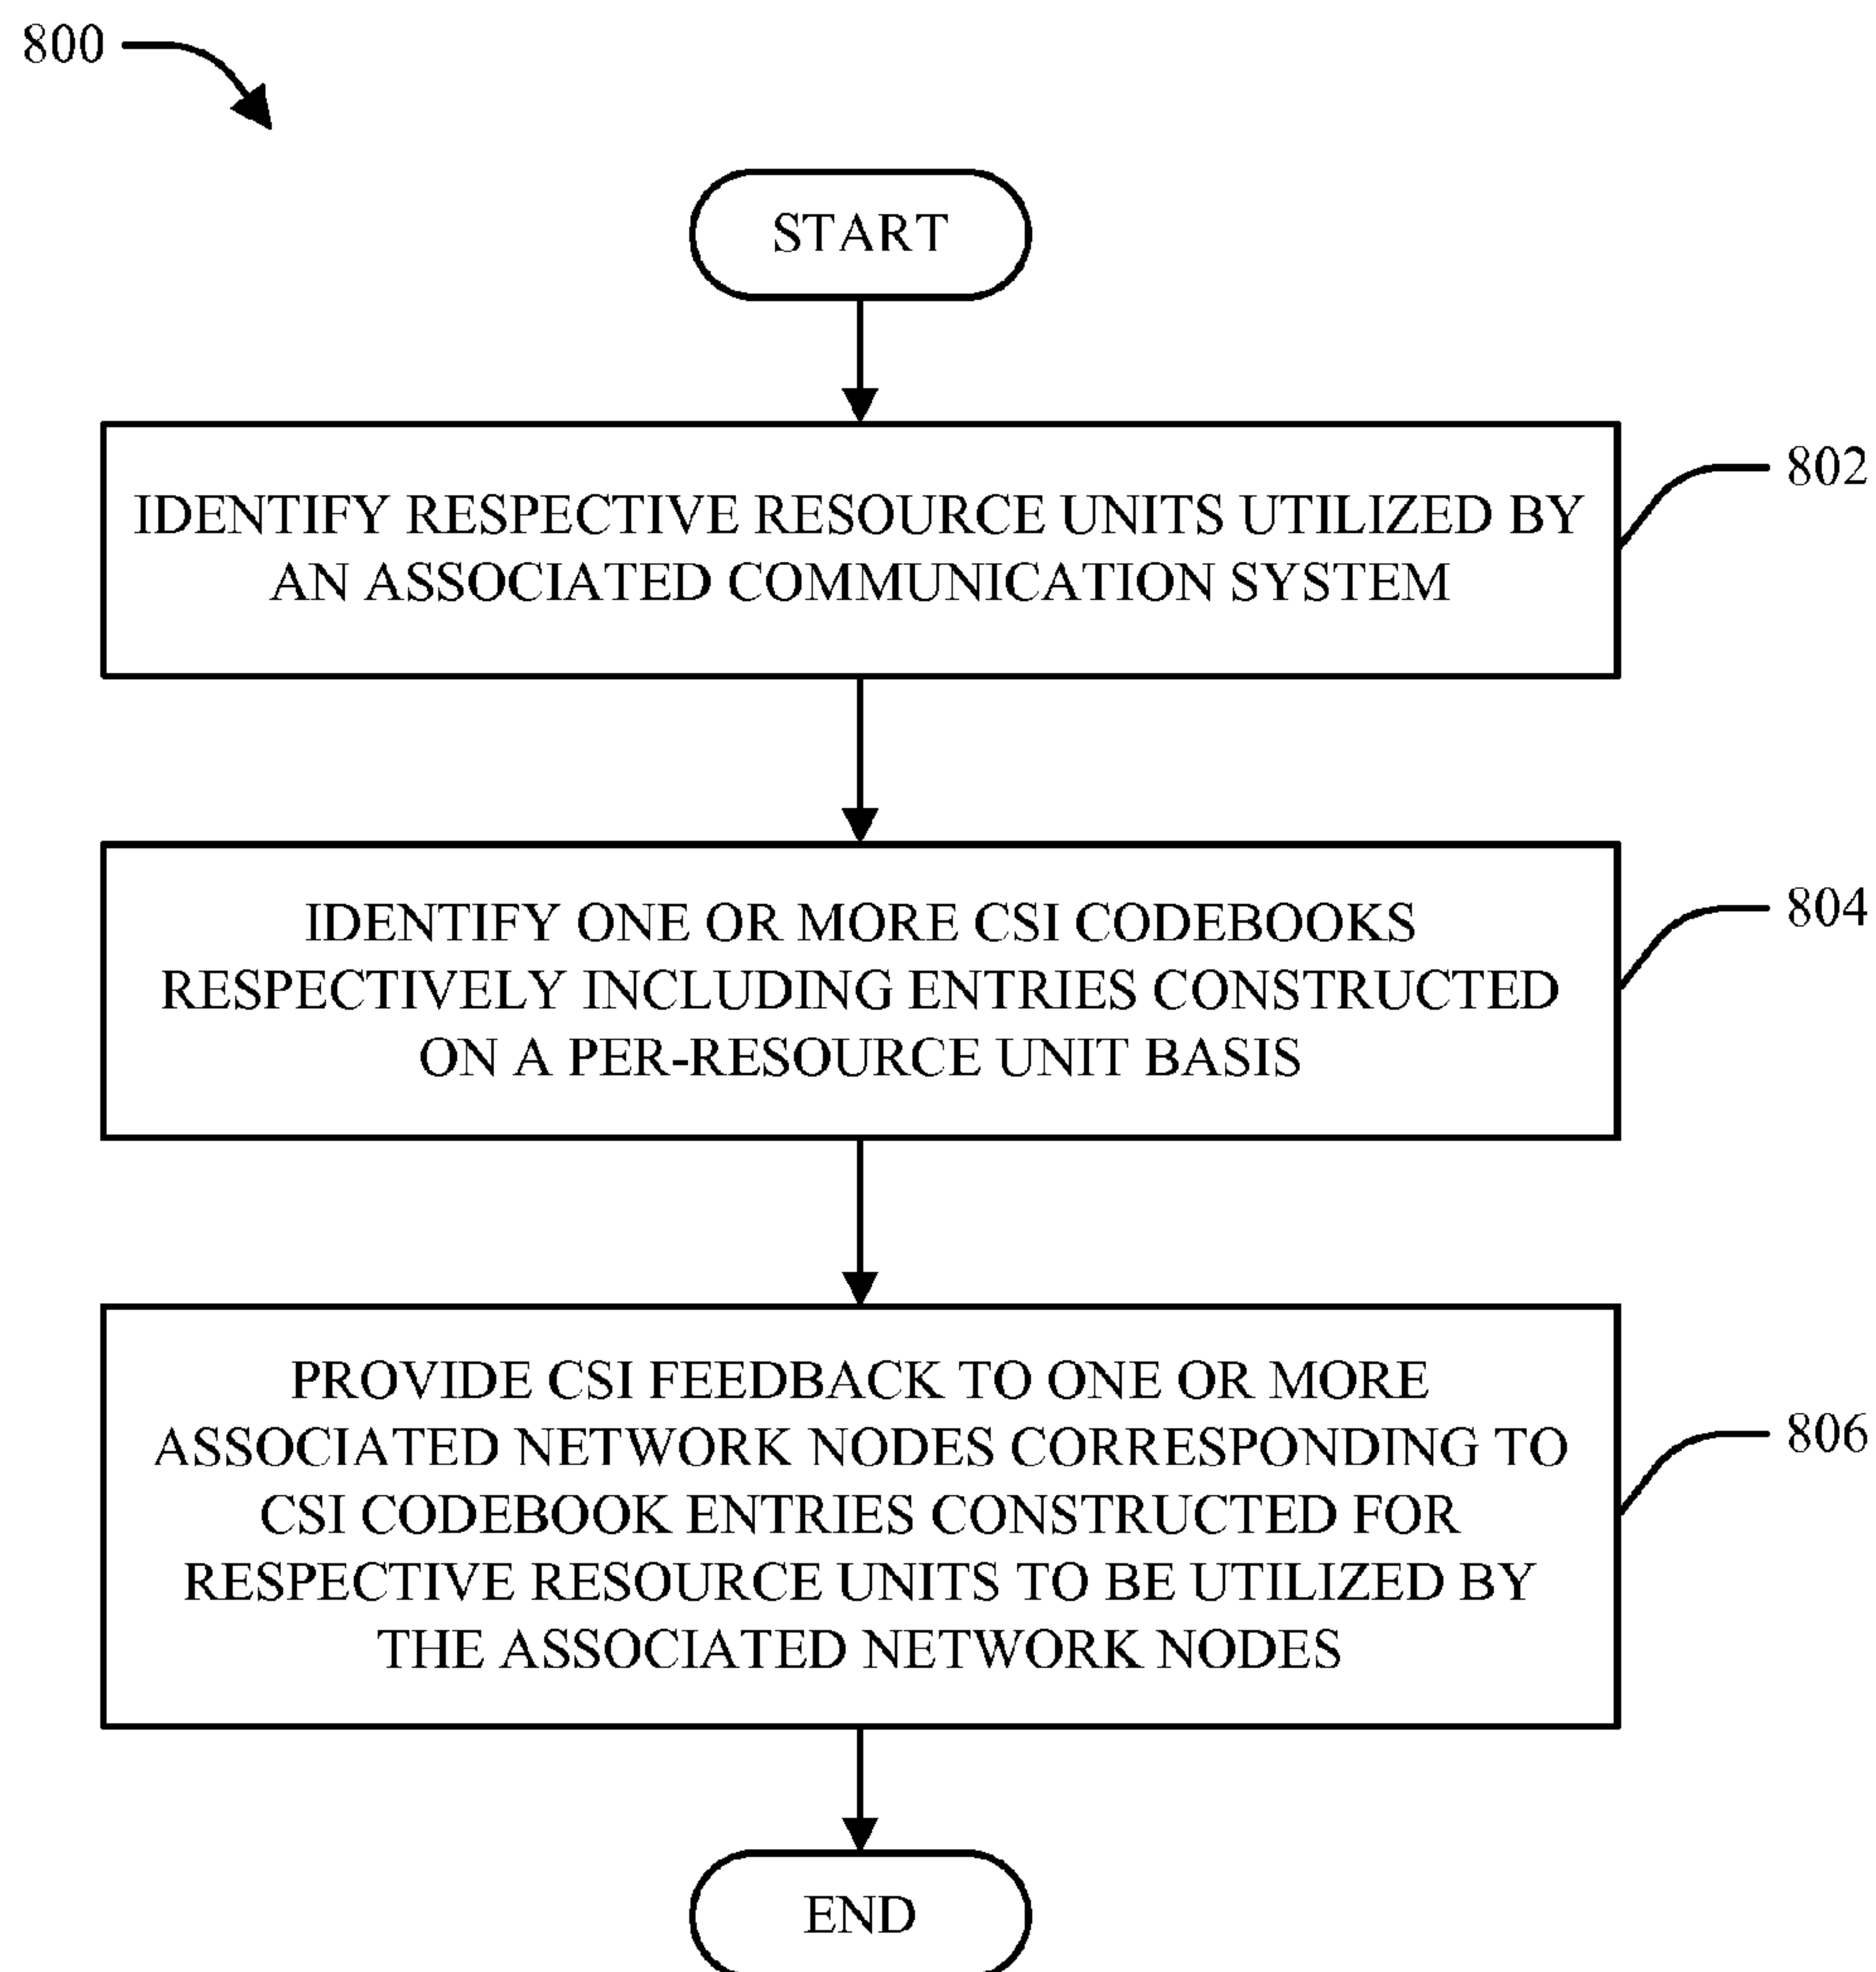 800
START
IDENTIFY RESPECTIVE RESOURCE UNITS UTILIZED BY
AN ASSOCIATED COMMUNICATION SYSTEM
802
IDENTIFY ONE OR MORE CSI CODEBOOKS
RESPECTIVELY INCLUDING ENTRIES CONSTRUCTED
ON A PER-RESOURCE UNIT BASIS
804
PROVIDE CSI FEEDBACK TO ONE OR MORE
ASSOCIATED NETWORK NODES CORRESPONDING TO
CSI CODEBOOK ENTRIES CONSTRUCTED FOR
RESPECTIVE RESOURCE UNITS TO BE UTILIZED BY
THE ASSOCIATED NETWORK NODES
806
END